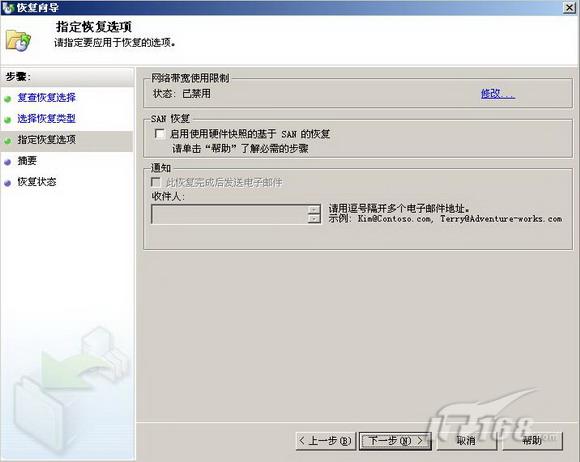 恢复向导
指定恢复选项
请指定要应用于恢复的选项。
步骤:
复查恢复选择
选择恢复类型
指定恢复选项
摘要
恢复状态
网络带宽使用限制
状态: 已禁用 修改...
SAN 恢复
启用使用硬件快照的基于 SAN 的恢复
请单击“帮助”了解必需的步骤
通知
此恢复完成后发送电子邮件
收件人:
请用逗号隔开多个电子邮件地址。
示例: Kim@Contoso.com, Terry@Adventure-works.com
< 上一步(B) 下一步(N) > 取消 帮助
IT168.com